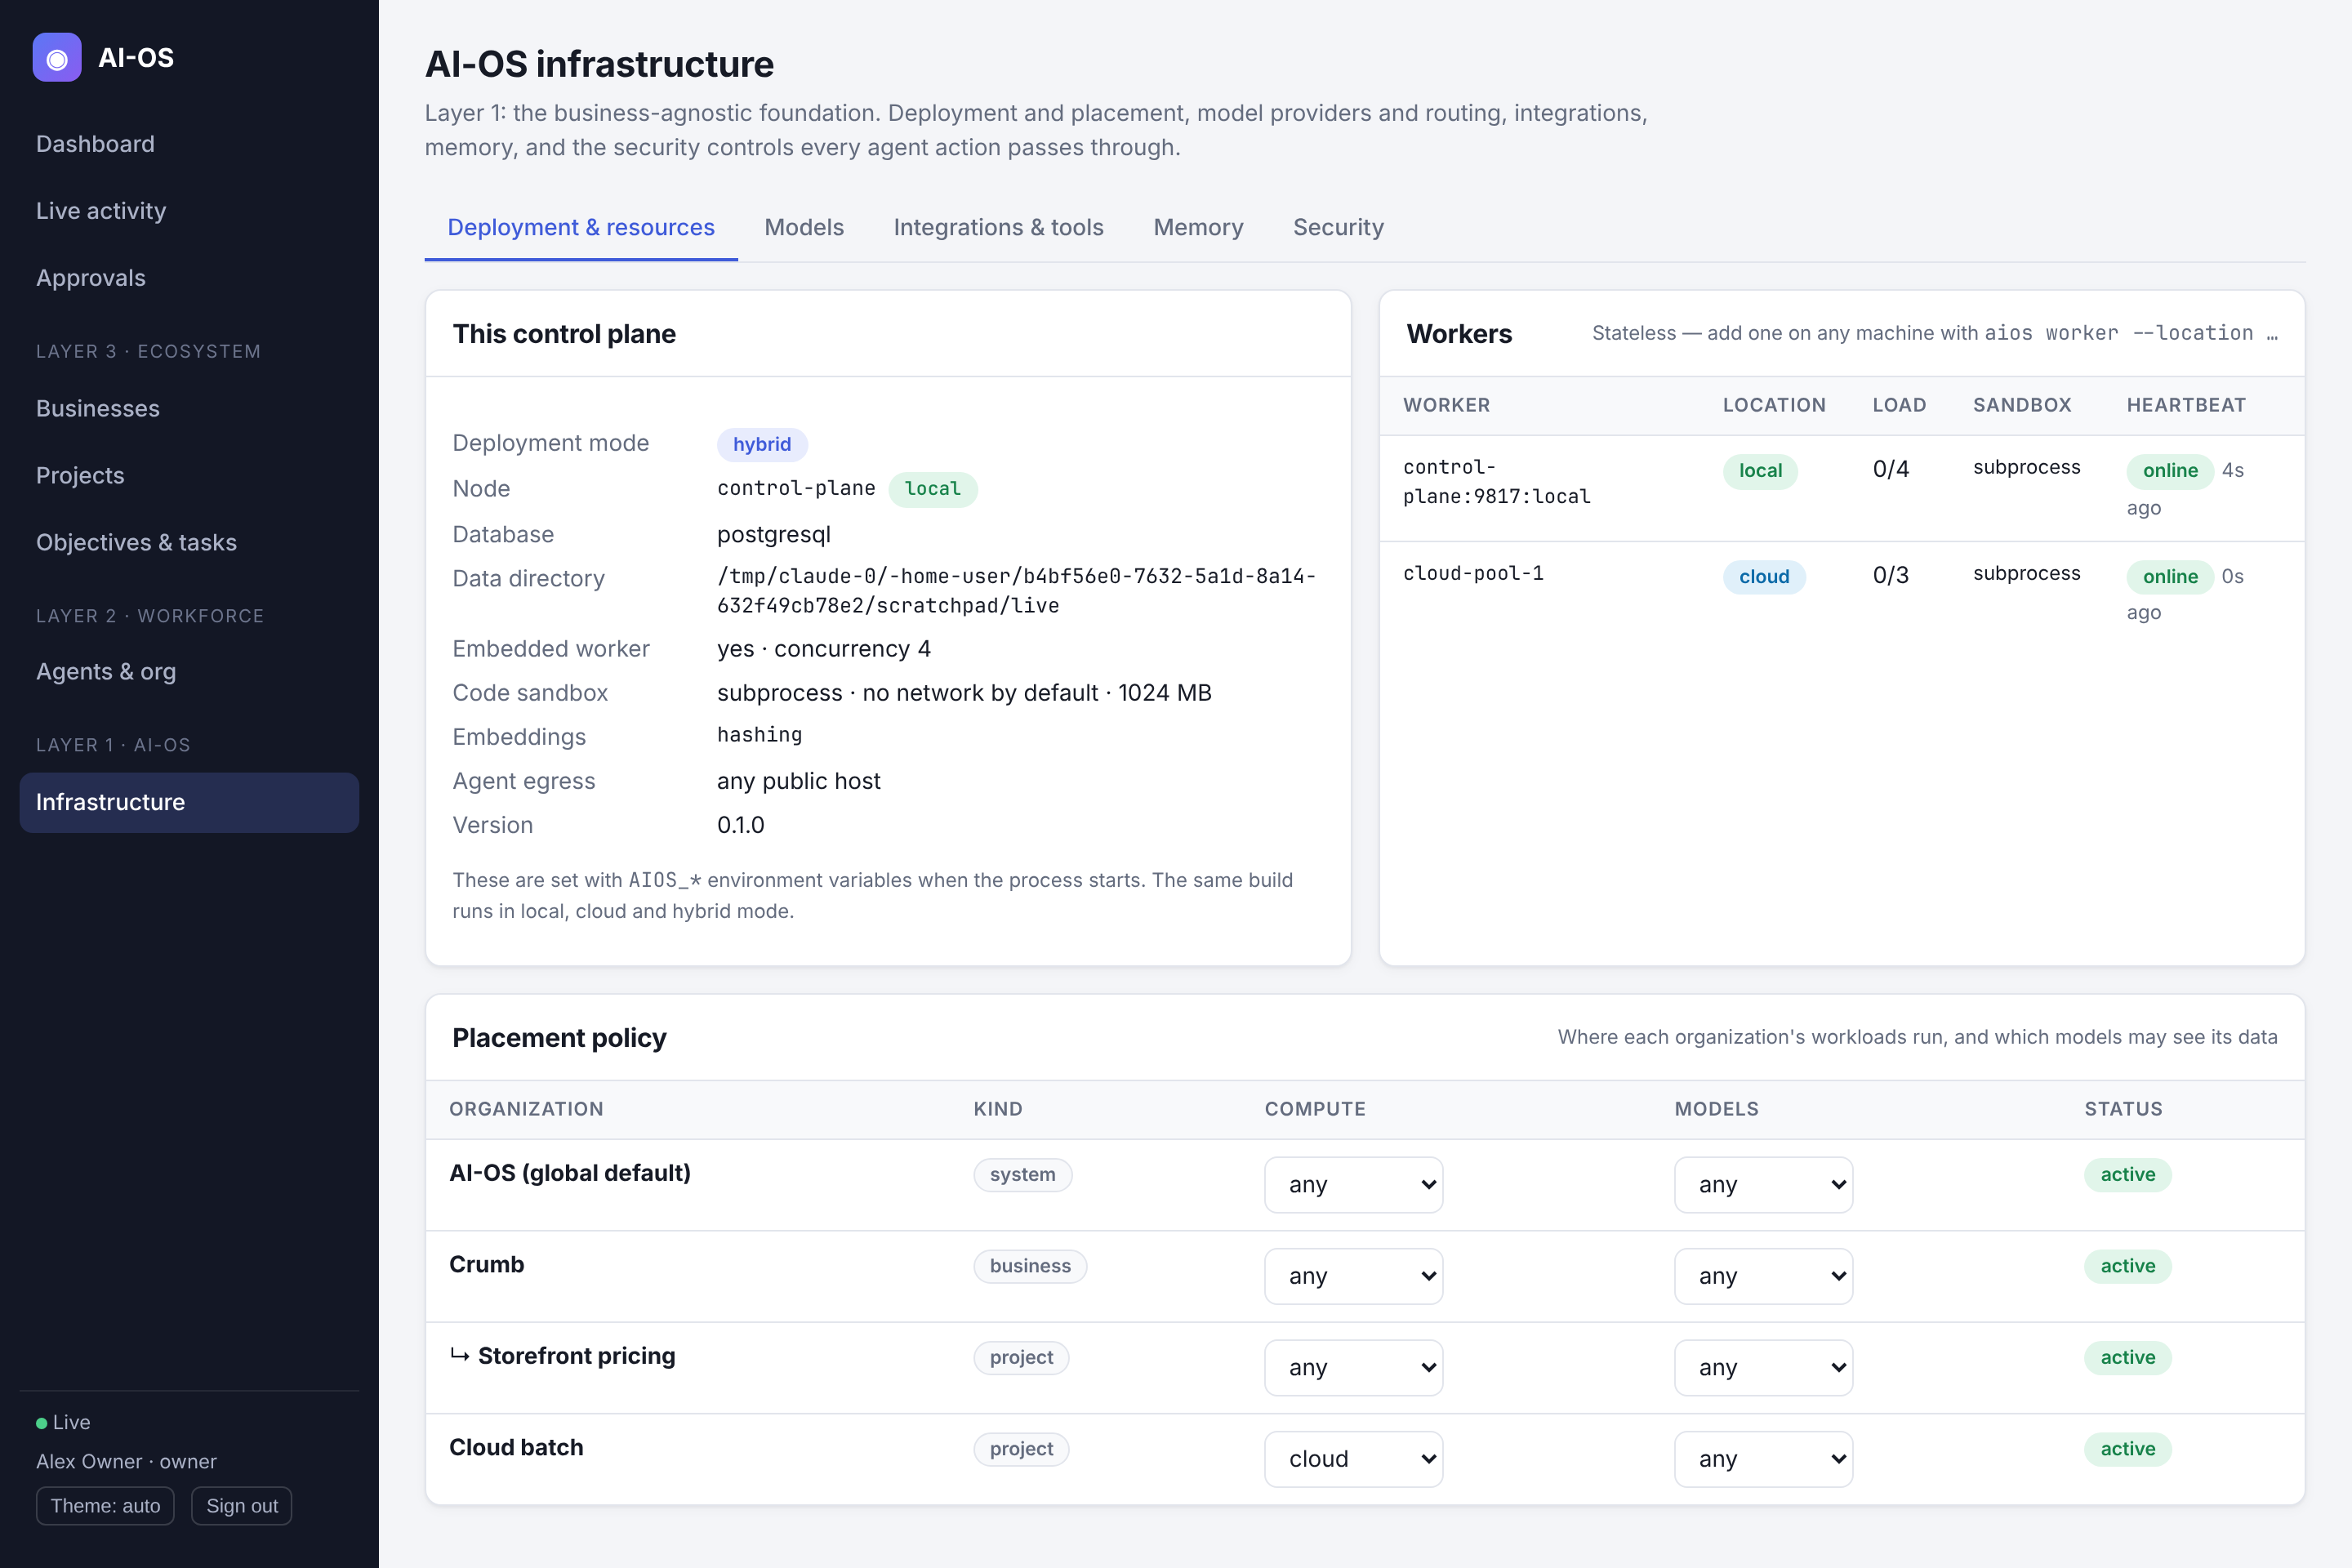 AI-OS
Dashboard
Live activity
Approvals
LAYER 3 · ECOSYSTEM
Businesses
Projects
Objectives & tasks
LAYER 2 · WORKFORCE
Agents & org
LAYER 1 · AI-OS
Infrastructure
Live
Alex Owner · owner
Theme: auto Sign out
AI-OS infrastructure
Layer 1: the business-agnostic foundation. Deployment and placement, model providers and routing, integrations,
memory, and the security controls every agent action passes through.
Deployment & resources Models Integrations & tools Memory Security
This control plane
Deployment mode hybrid
Node control-plane local
Database postgresql
Data directory /tmp/claude-0/-home-user/b4bf56e0-7632-5a1d-8a14-
632f49cb78e2/scratchpad/live
Embedded worker yes · concurrency 4
Code sandbox subprocess · no network by default · 1024 MB
Embeddings hashing
Agent egress any public host
Version 0.1.0
These are set with AIOS_* environment variables when the process starts. The same build
runs in local, cloud and hybrid mode.
Workers Stateless — add one on any machine with aios worker --location …
WORKER LOCATION LOAD SANDBOX HEARTBEAT
control- local 0/4 subprocess online 4s
plane:9817:local ago
cloud-pool-1 cloud 0/3 subprocess online 0s
ago
Placement policy Where each organization's workloads run, and which models may see its data
ORGANIZATION KIND COMPUTE MODELS STATUS
AI-OS (global default) system any any active
Crumb business any any active
↳ Storefront pricing project any any active
Cloud batch project cloud any active